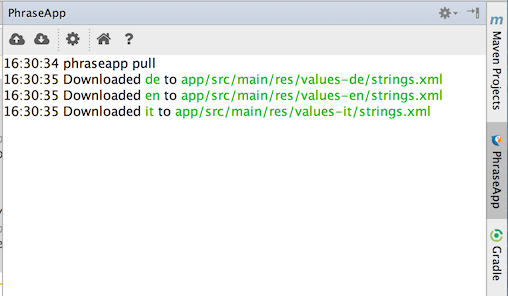 PhraseApp
?
16:30:34 phraseapp pull
16:30:35 Downloaded de to app/src/main/res/values-de/strings.xml
16:30:35 Downloaded en to app/src/main/res/values-en/strings.xml
16:30:35 Downloaded it to app/src/main/res/values-it/strings.xml
m
Maven Projects
PhraseApp
Gradle